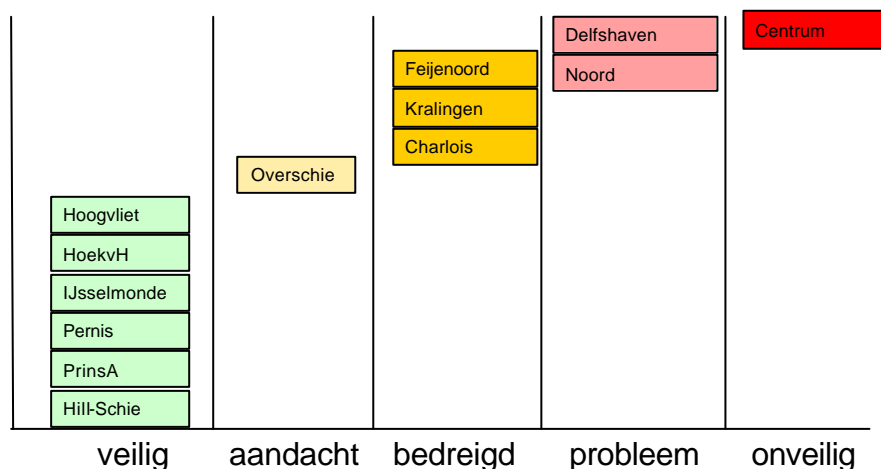 Delfshaven
Centrum
Noord
Feijenoord
Kralingen
Charlois
Overschie
Hoogvliet
HoekvH
IJsselmonde
Pernis
PrinsA
Hill-Schie
veilig aandacht bedreigd probleem onveilig